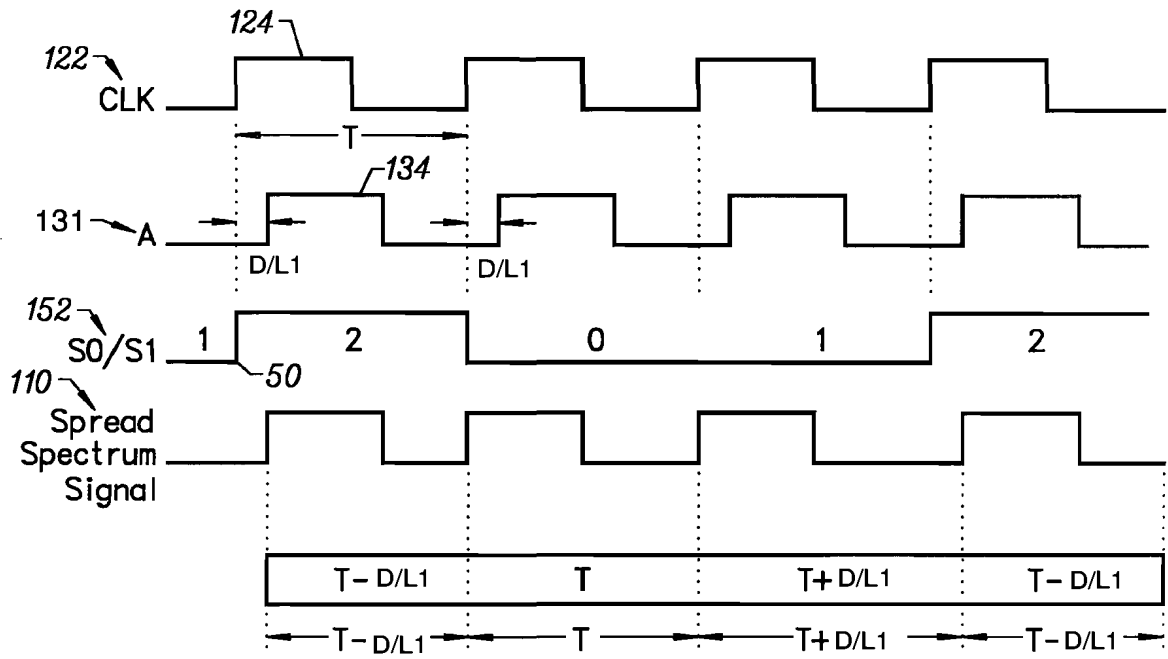 124
122
CLK
T
134
131
A
D/L1
D/L1
152
S0/S1
1
2
0
1
2
50
110
Spread
Spectrum
Signal
T- D/L1
T
T+ D/L1
T- D/L1
T- D/L1
T
T+ D/L1
T- D/L1